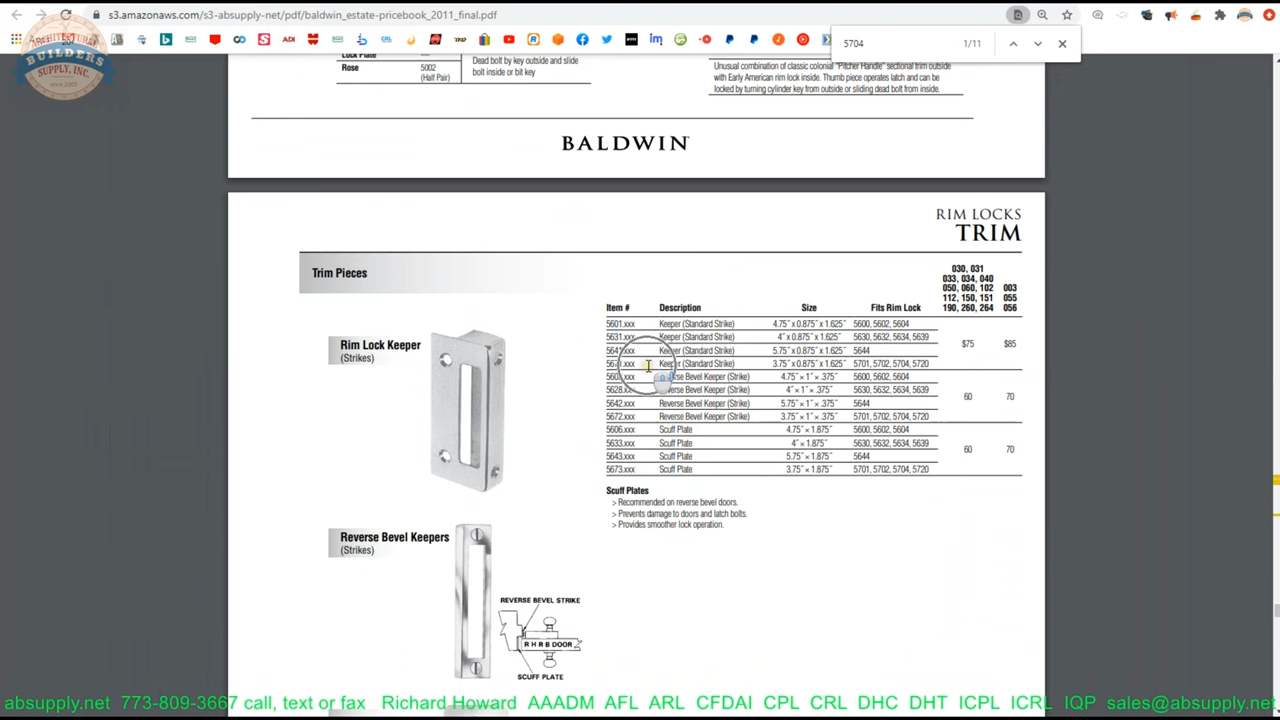 s3.amazonaws.com/s3-absupply-net/pdf/baldwin_estate-pricebook_2011_final.pdf
5704
1/11
ARCHITECTURAL
BUILDERS
SUPPLY, INC.
since 2005
Lock Plate
Rose 5002
(Half Pair)
Dead bolt by key outside and slide
bolt inside or bit key
Unusual combination of classic colonial "Pitcher Handle" sectional trim outside
with Early American rim lock inside. Thumb piece operates latch and can be
locked by turning cylinder key from outside or sliding dead bolt from inside.
BALDWIN
RIM LOCKS
TRIM
Trim Pieces
030, 031
033, 034, 040
050, 060, 102 003
112, 150, 151 055
190, 260, 264 056
Item # Description Size Fits Rim Lock
5601.xxx Keeper (Standard Strike) 4.75″ x 0.875″ x 1.625″ 5600, 5602, 5604
5631.xxx Keeper (Standard Strike) 4″ x 0.875″ x 1.625″ 5630, 5632, 5634, 5639
Keeper (Standard Strike) 5.75″ x 0.875″ x 1.625″ 5644
Keeper (Standard Strike) 3.75″ x 0.875″ x 1.625″ 5701, 5702, 5704, 5720
$75 $85
Bevel Keeper (Strike) 4.75″ × 1″ × .375″ 5600, 5602, 5604
5628.xxx Bevel Keeper (Strike) 4″ × 1″ × .375″ 5630, 5632, 5634, 5639
5642.xxx Reverse Bevel Keeper (Strike) 5.75″ × 1″ × .375″ 5644
5672.xxx Reverse Bevel Keeper (Strike) 3.75″ × 1″ × .375″ 5701, 5702, 5704, 5720
60 70
5606.xxx Scuff Plate 4.75″ × 1.875″ 5600, 5602, 5604
5633.xxx Scuff Plate 4″ × 1.875″ 5630, 5632, 5634, 5639
5643.xxx Scuff Plate 5.75″ × 1.875″ 5644
5673.xxx Scuff Plate 3.75″ × 1.875″ 5701, 5702, 5704, 5720
60 70
Scuff Plates
> Recommended on reverse bevel doors.
> Prevents damage to doors and latch bolts.
> Provides smoother lock operation.
Rim Lock Keeper
(Strikes)
Reverse Bevel Keepers
(Strikes)
REVERSE BEVEL STRIKE
R H R B DOOR
SCUFF PLATE
absupply.net 773-809-3667 call, text or fax Richard Howard AAADM AFL ARL CFDAI CPL CRL DHC DHT ICPL ICRL IQP sales@absupply.net